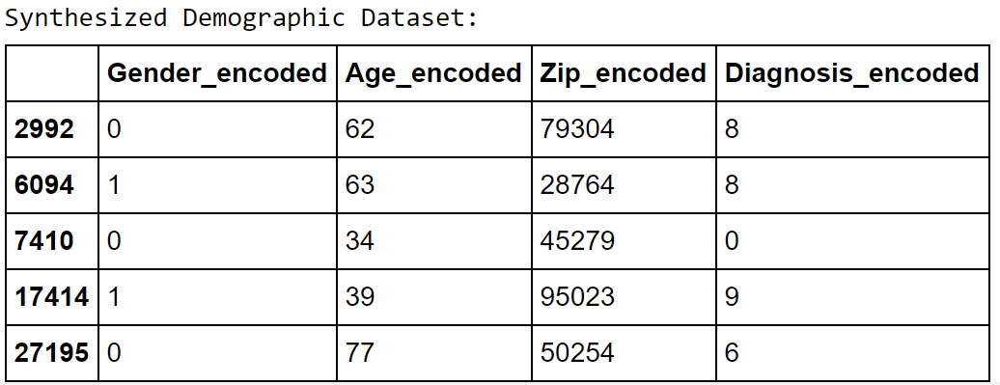 Synthesized Demographic Dataset:
Gender_encoded Age_encoded Zip_encoded Diagnosis_encoded
2992 0 62 79304 8
6094 1 63 28764 8
7410 0 34 45279 0
17414 1 39 95023 9
27195 0 77 50254 6